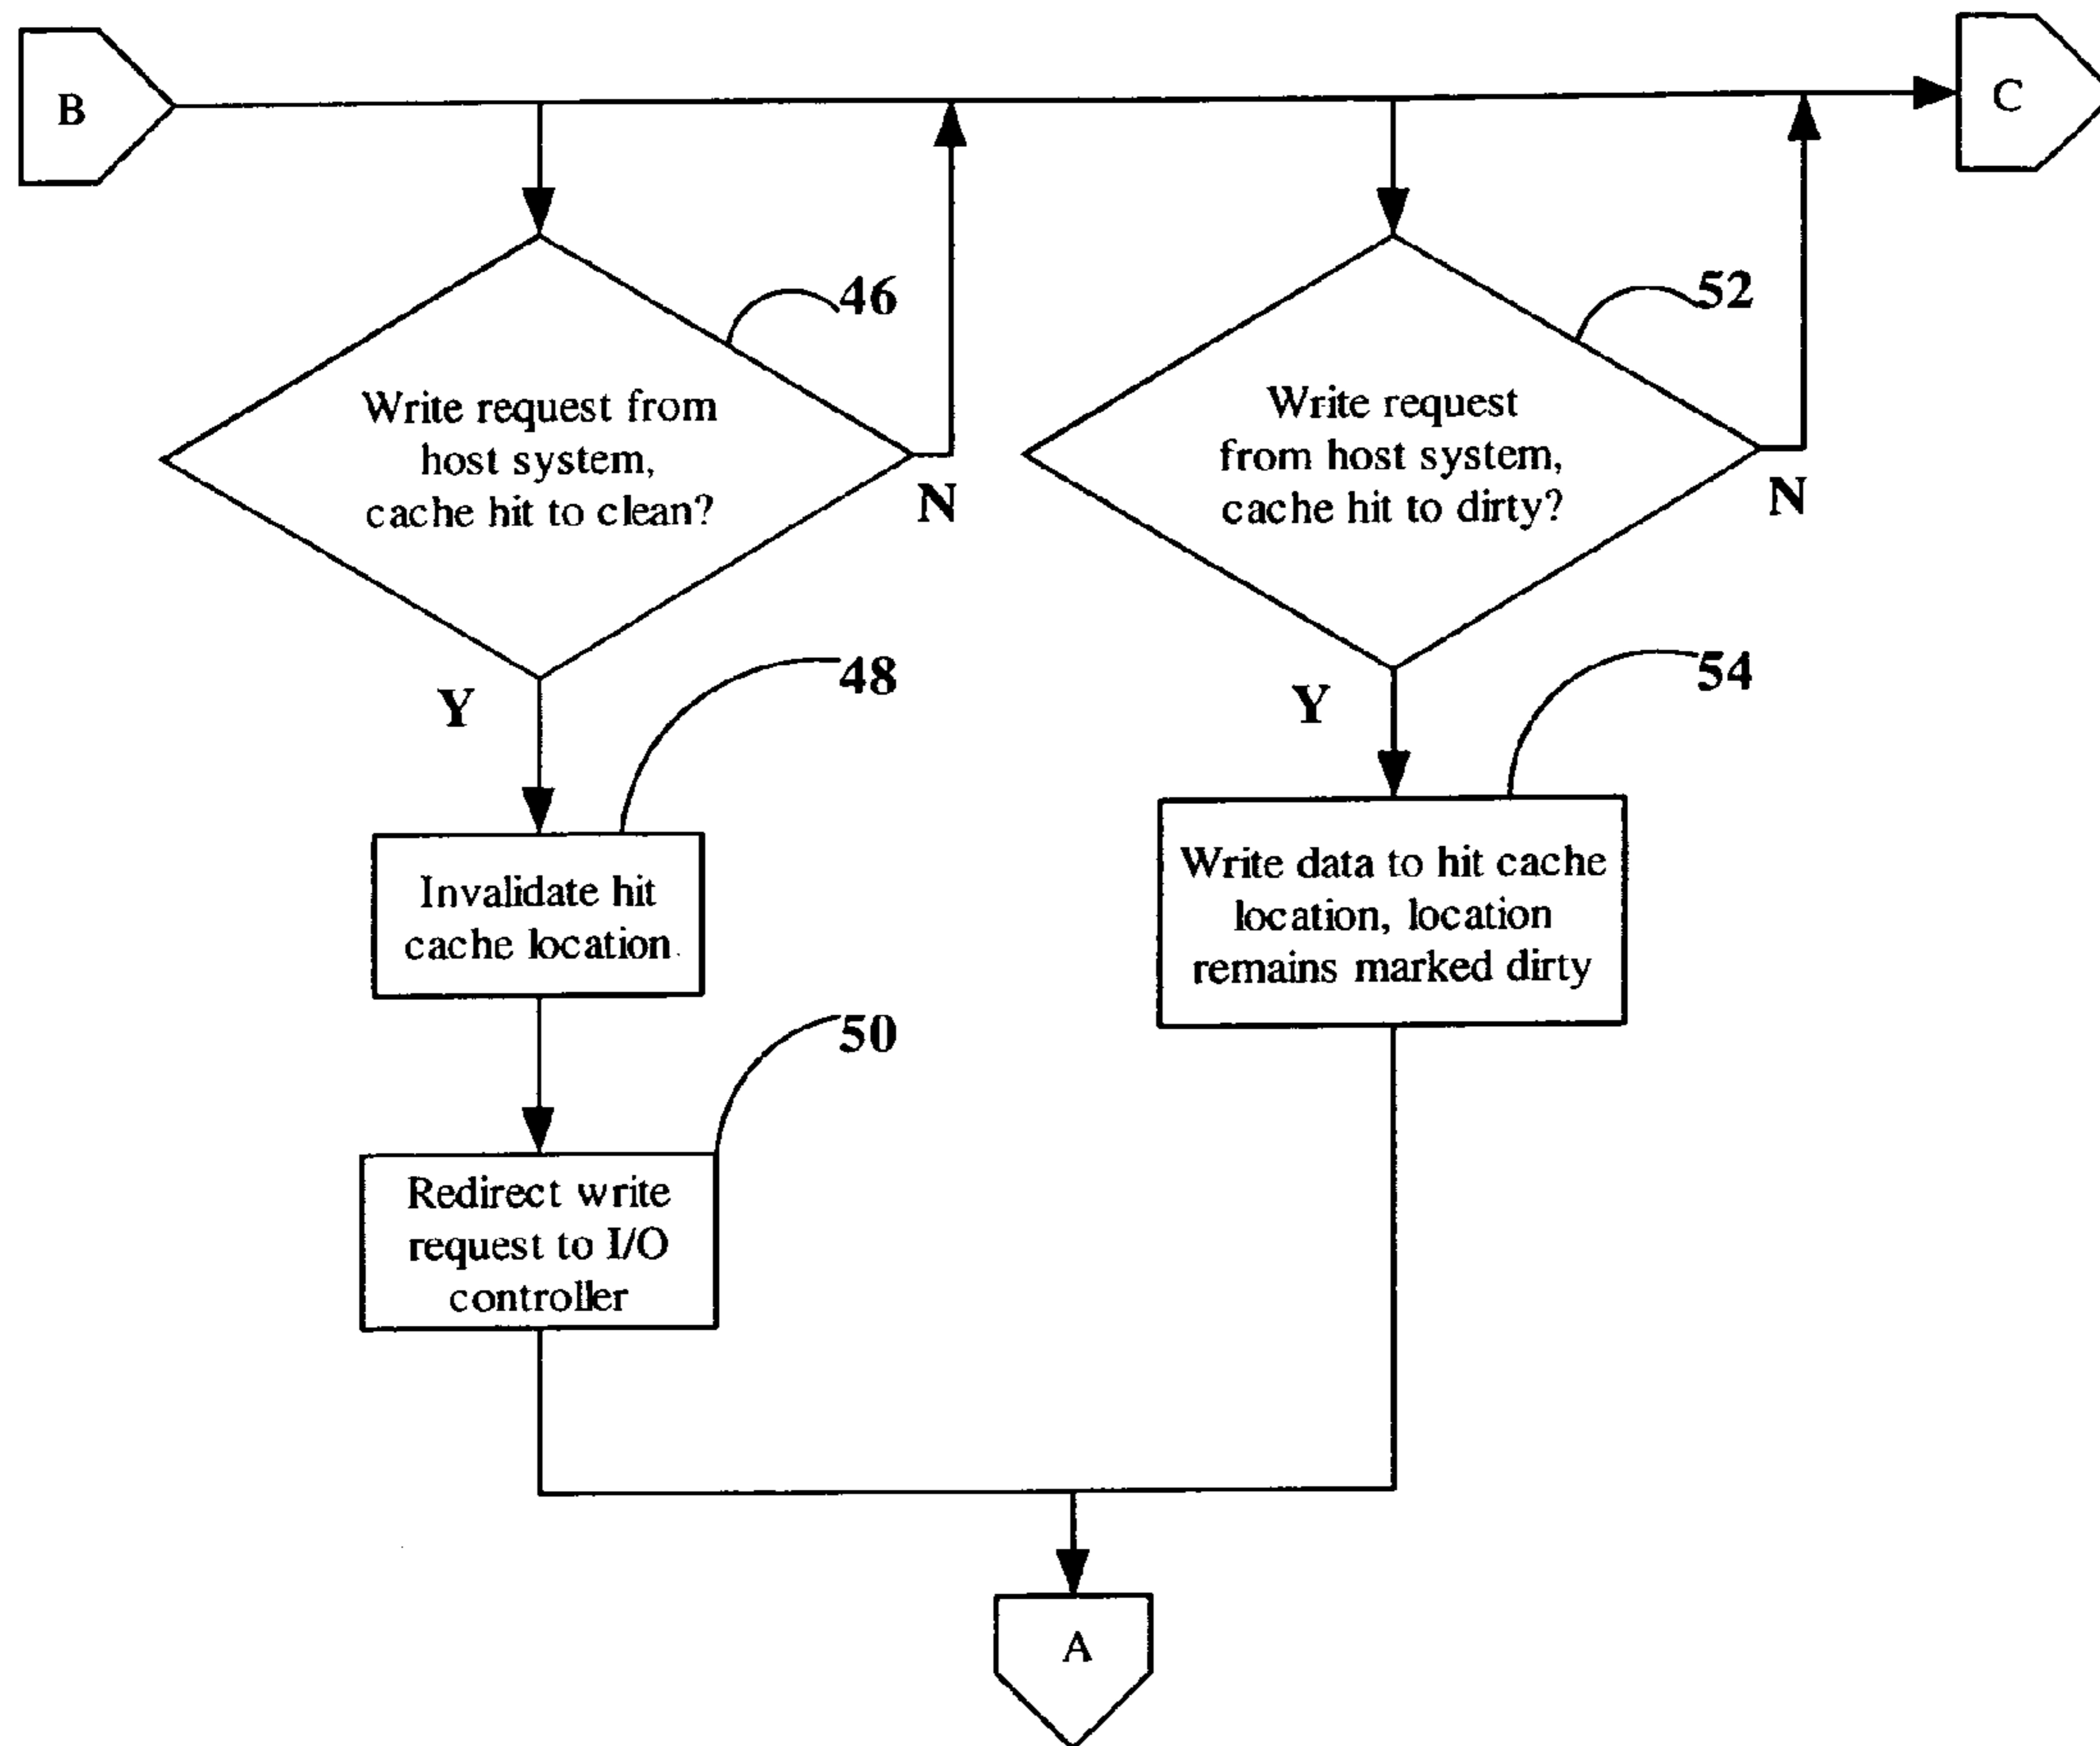 B
C
46
Write request from
host system,
cache hit to clean?
N
Y
48
Invalidate hit
cache location
50
Redirect write
request to I/O
controller
52
Write request
from host system,
cache hit to dirty?
N
Y
54
Write data to hit cache
location, location
remains marked dirty
A